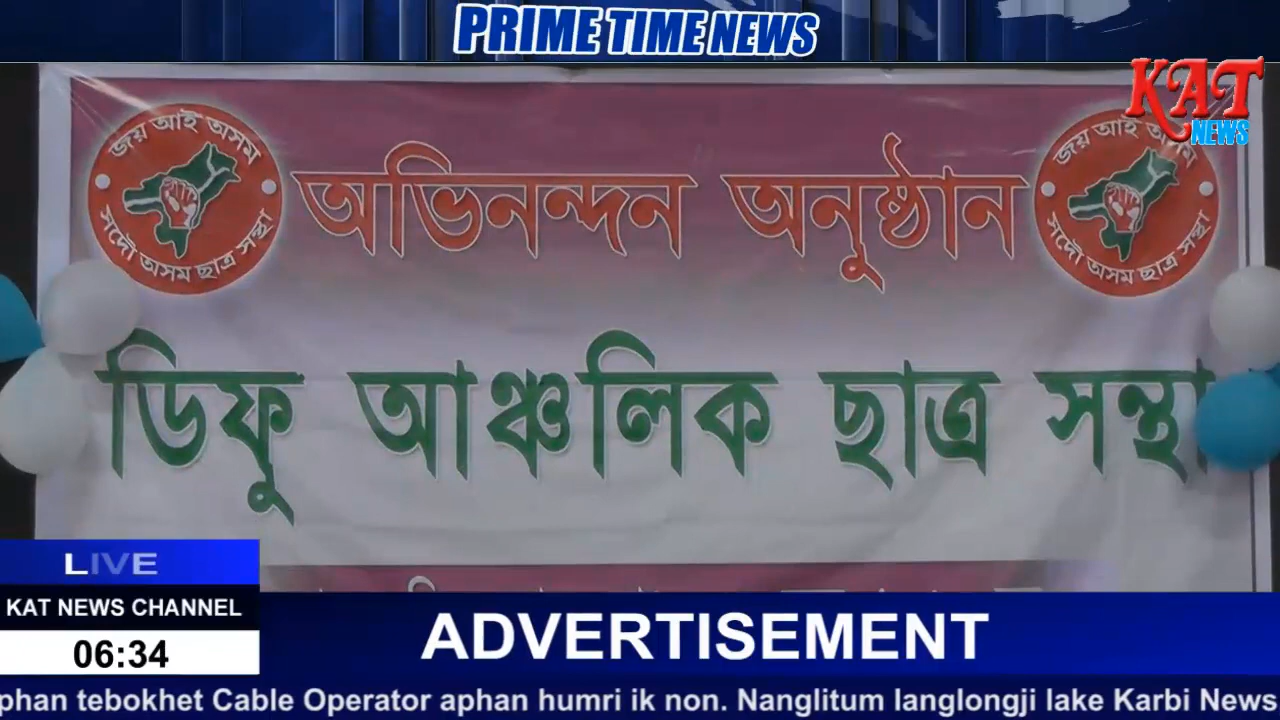 PRIME TIME NEWS
KAT
NEWS
জয় আই অসম
সদৌ অসম ছাত্ৰ সন্থা
অভিনন্দন অনুষ্ঠান
জয় আই অসম
সদৌ অসম ছাত্ৰ সন্থা
ডিফু আঞ্চলিক ছাত্ৰ সন্থা
LIVE
KAT NEWS CHANNEL
06:34
ADVERTISEMENT
phan tebokhet Cable Operator aphan humri ik non. Nanglitum langlongji lake Karbi News